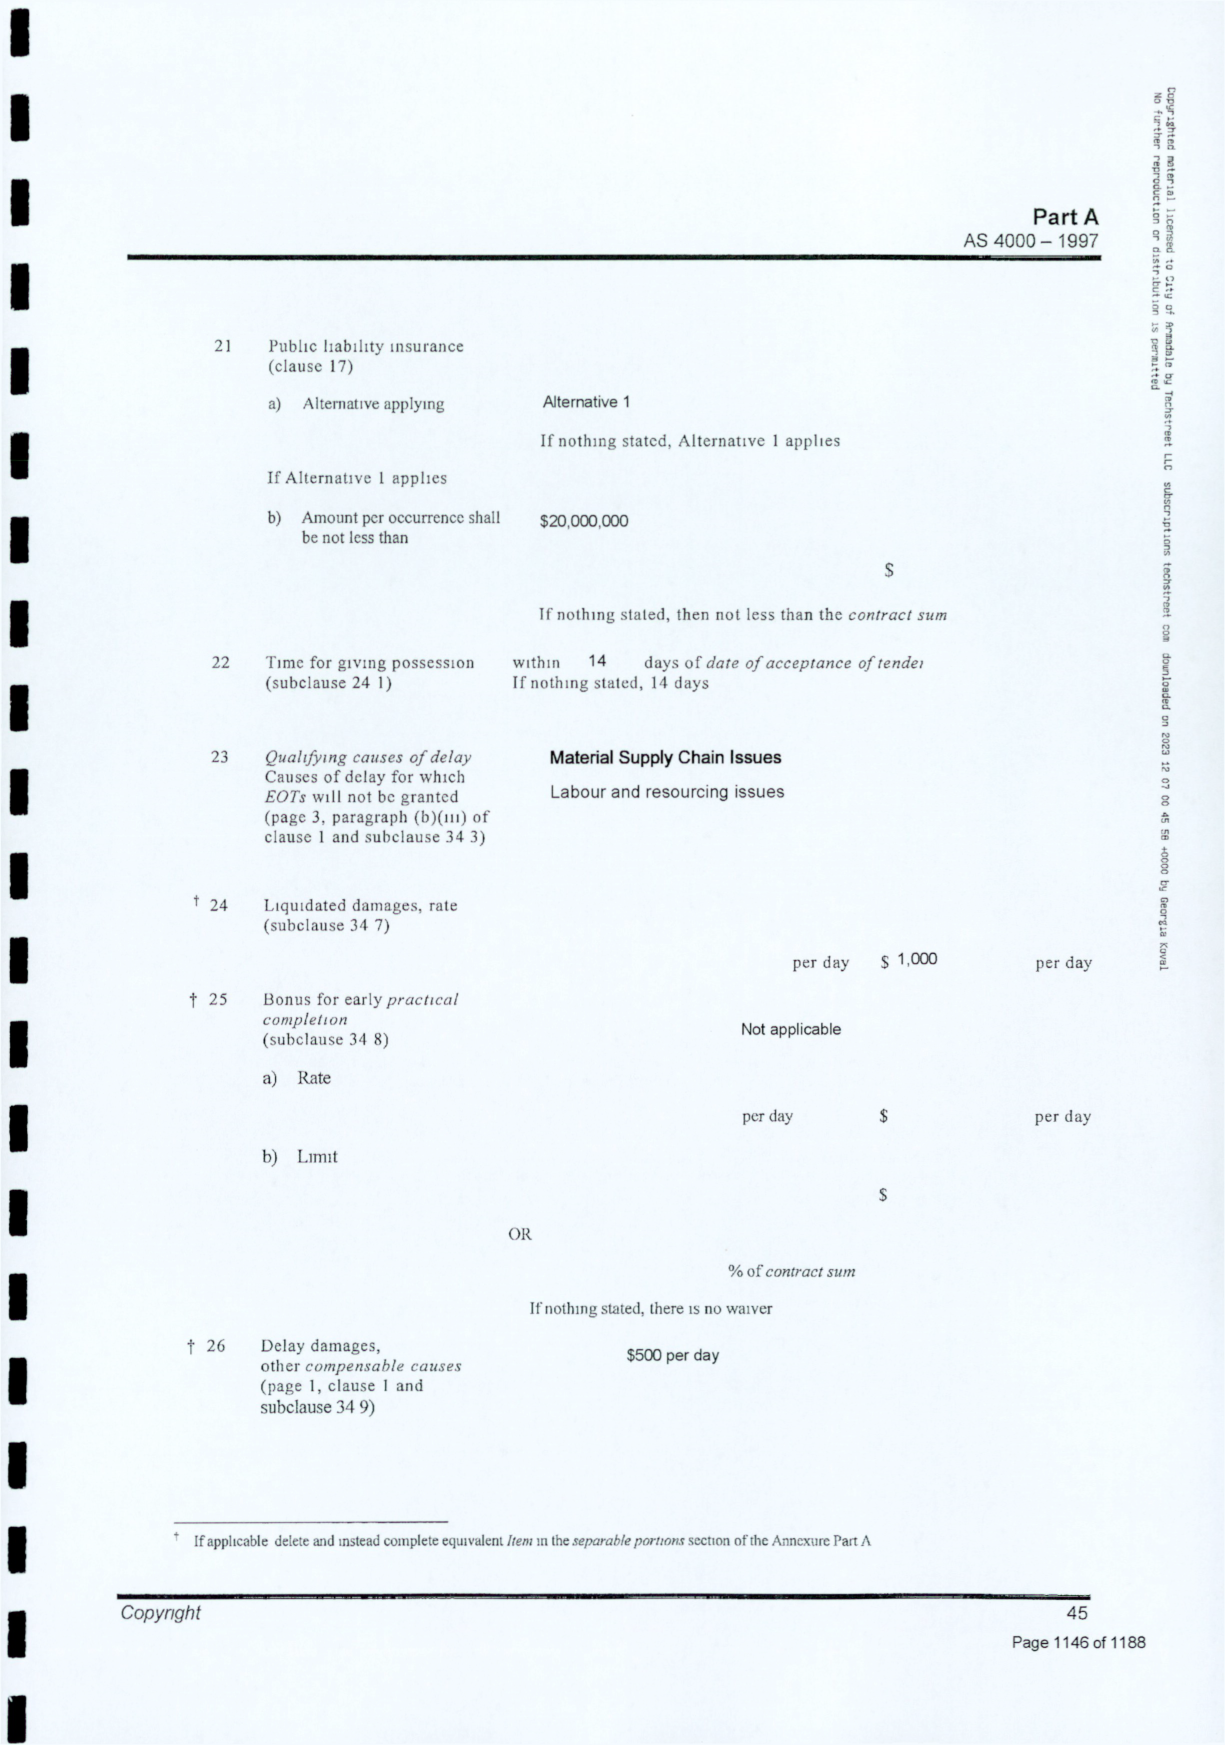 Part A
AS 4000 – 1997
21 Public liability insurance
(clause 17)
a) Alternative applying Alternative 1
If nothing stated, Alternative 1 applies
If Alternative 1 applies
b) Amount per occurrence shall $20,000,000
be not less than
$
If nothing stated, then not less than the contract sum
22 Time for giving possession within 14 days of date of acceptance of tender
(subclause 24 1) If nothing stated, 14 days
23 Qualifying causes of delay Material Supply Chain Issues
Causes of delay for which
EOTs will not be granted Labour and resourcing issues
(page 3, paragraph (b)(iii) of
clause 1 and subclause 34 3)
† 24 Liquidated damages, rate
(subclause 34 7)
per day $ 1,000 per day
† 25 Bonus for early practical
completion
(subclause 34 8) Not applicable
a) Rate
per day $ per day
b) Limit
$
OR
% of contract sum
If nothing stated, there is no waiver
† 26 Delay damages, $500 per day
other compensable causes
(page 1, clause 1 and
subclause 34 9)
† If applicable delete and instead complete equivalent Item in the separable portions section of the Annexure Part A
Copyright 45
Page 1146 of 1188
Copyrighted material licensed to City of Armadale by Techstreet LLC subscriptions techstreet com downloaded on 2023 12 07 00 45 58 +0000 by Georgia Koval
No further reproduction or distribution is permitted